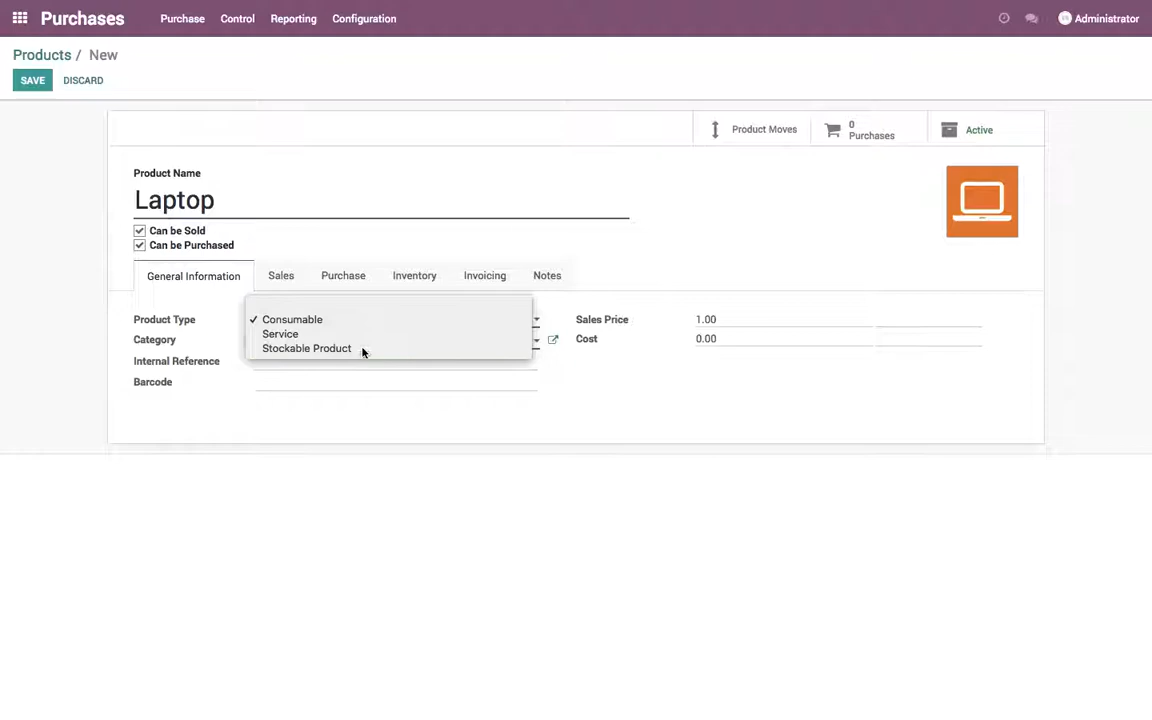 Purchases Purchase Control Reporting Configuration Administrator
Products / New
SAVE DISCARD
Product Moves 0 Purchases Active
Product Name
Laptop
Can be Sold
Can be Purchased
General Information Sales Purchase Inventory Invoicing Notes
Product Type ✓ Consumable Sales Price 1.00
Service
Category Cost 0.00
Stockable Product
Internal Reference
Barcode